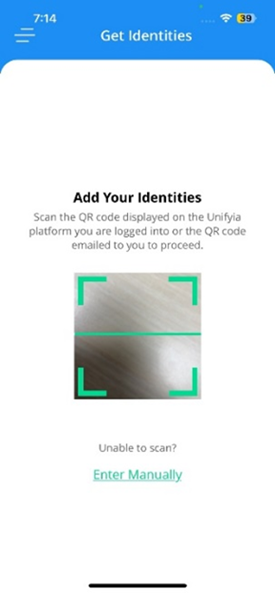 7:14
39
Get Identities
Add Your Identities
Scan the QR code displayed on the Unifyia
platform you are logged into or the QR code
emailed to you to proceed.
Unable to scan?
Enter Manually